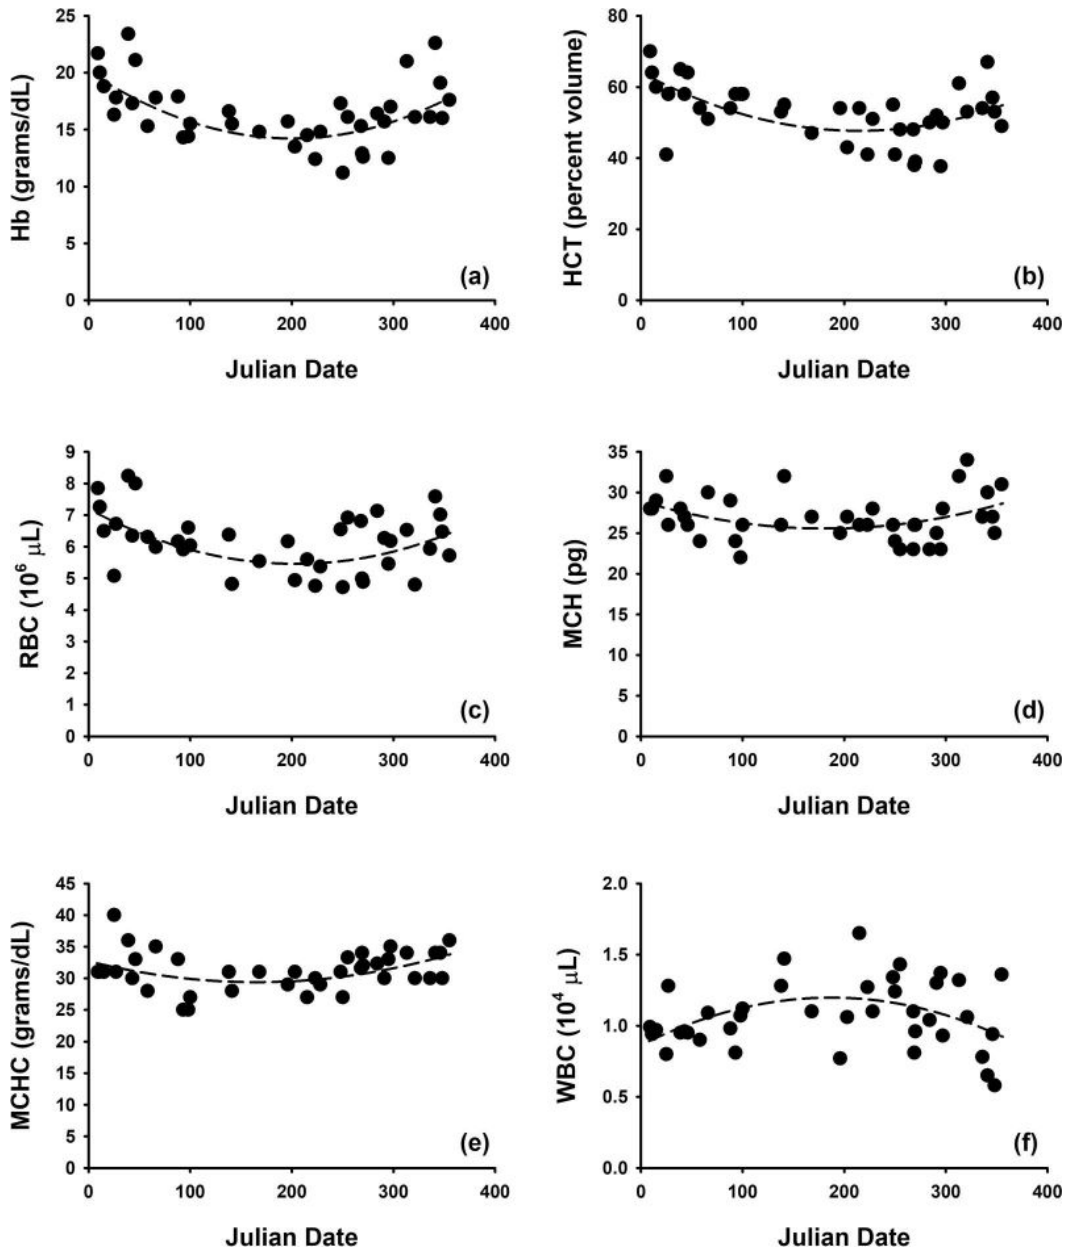 25
20
15
10
5
0
Hb (grams/dL)
(a)
0 100 200 300 400
Julian Date
80
60
40
20
0
HCT (percent volume)
(b)
0 100 200 300 400
Julian Date
9
8
7
6
5
4
3
2
1
0
RBC (10⁶ µL)
(c)
0 100 200 300 400
Julian Date
35
30
25
20
15
10
5
0
MCH (pg)
(d)
0 100 200 300 400
Julian Date
45
40
35
30
25
20
15
10
5
0
MCHC (grams/dL)
(e)
0 100 200 300 400
Julian Date
2.0
1.5
1.0
0.5
0.0
WBC (10⁴ µL)
(f)
0 100 200 300 400
Julian Date